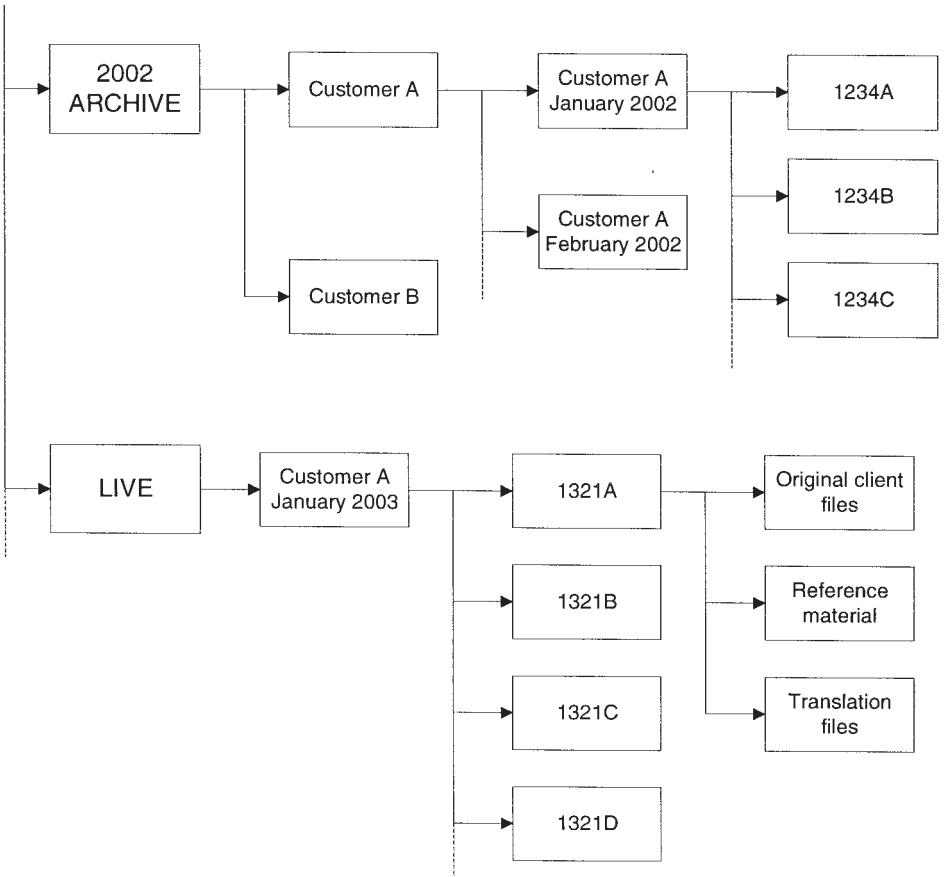 2002
ARCHIVE
Customer A
Customer A
January 2002
1234A
1234B
Customer A
February 2002
Customer B
1234C
LIVE
Customer A
January 2003
1321A
Original client
files
1321B
Reference
material
1321C
Translation
files
1321D